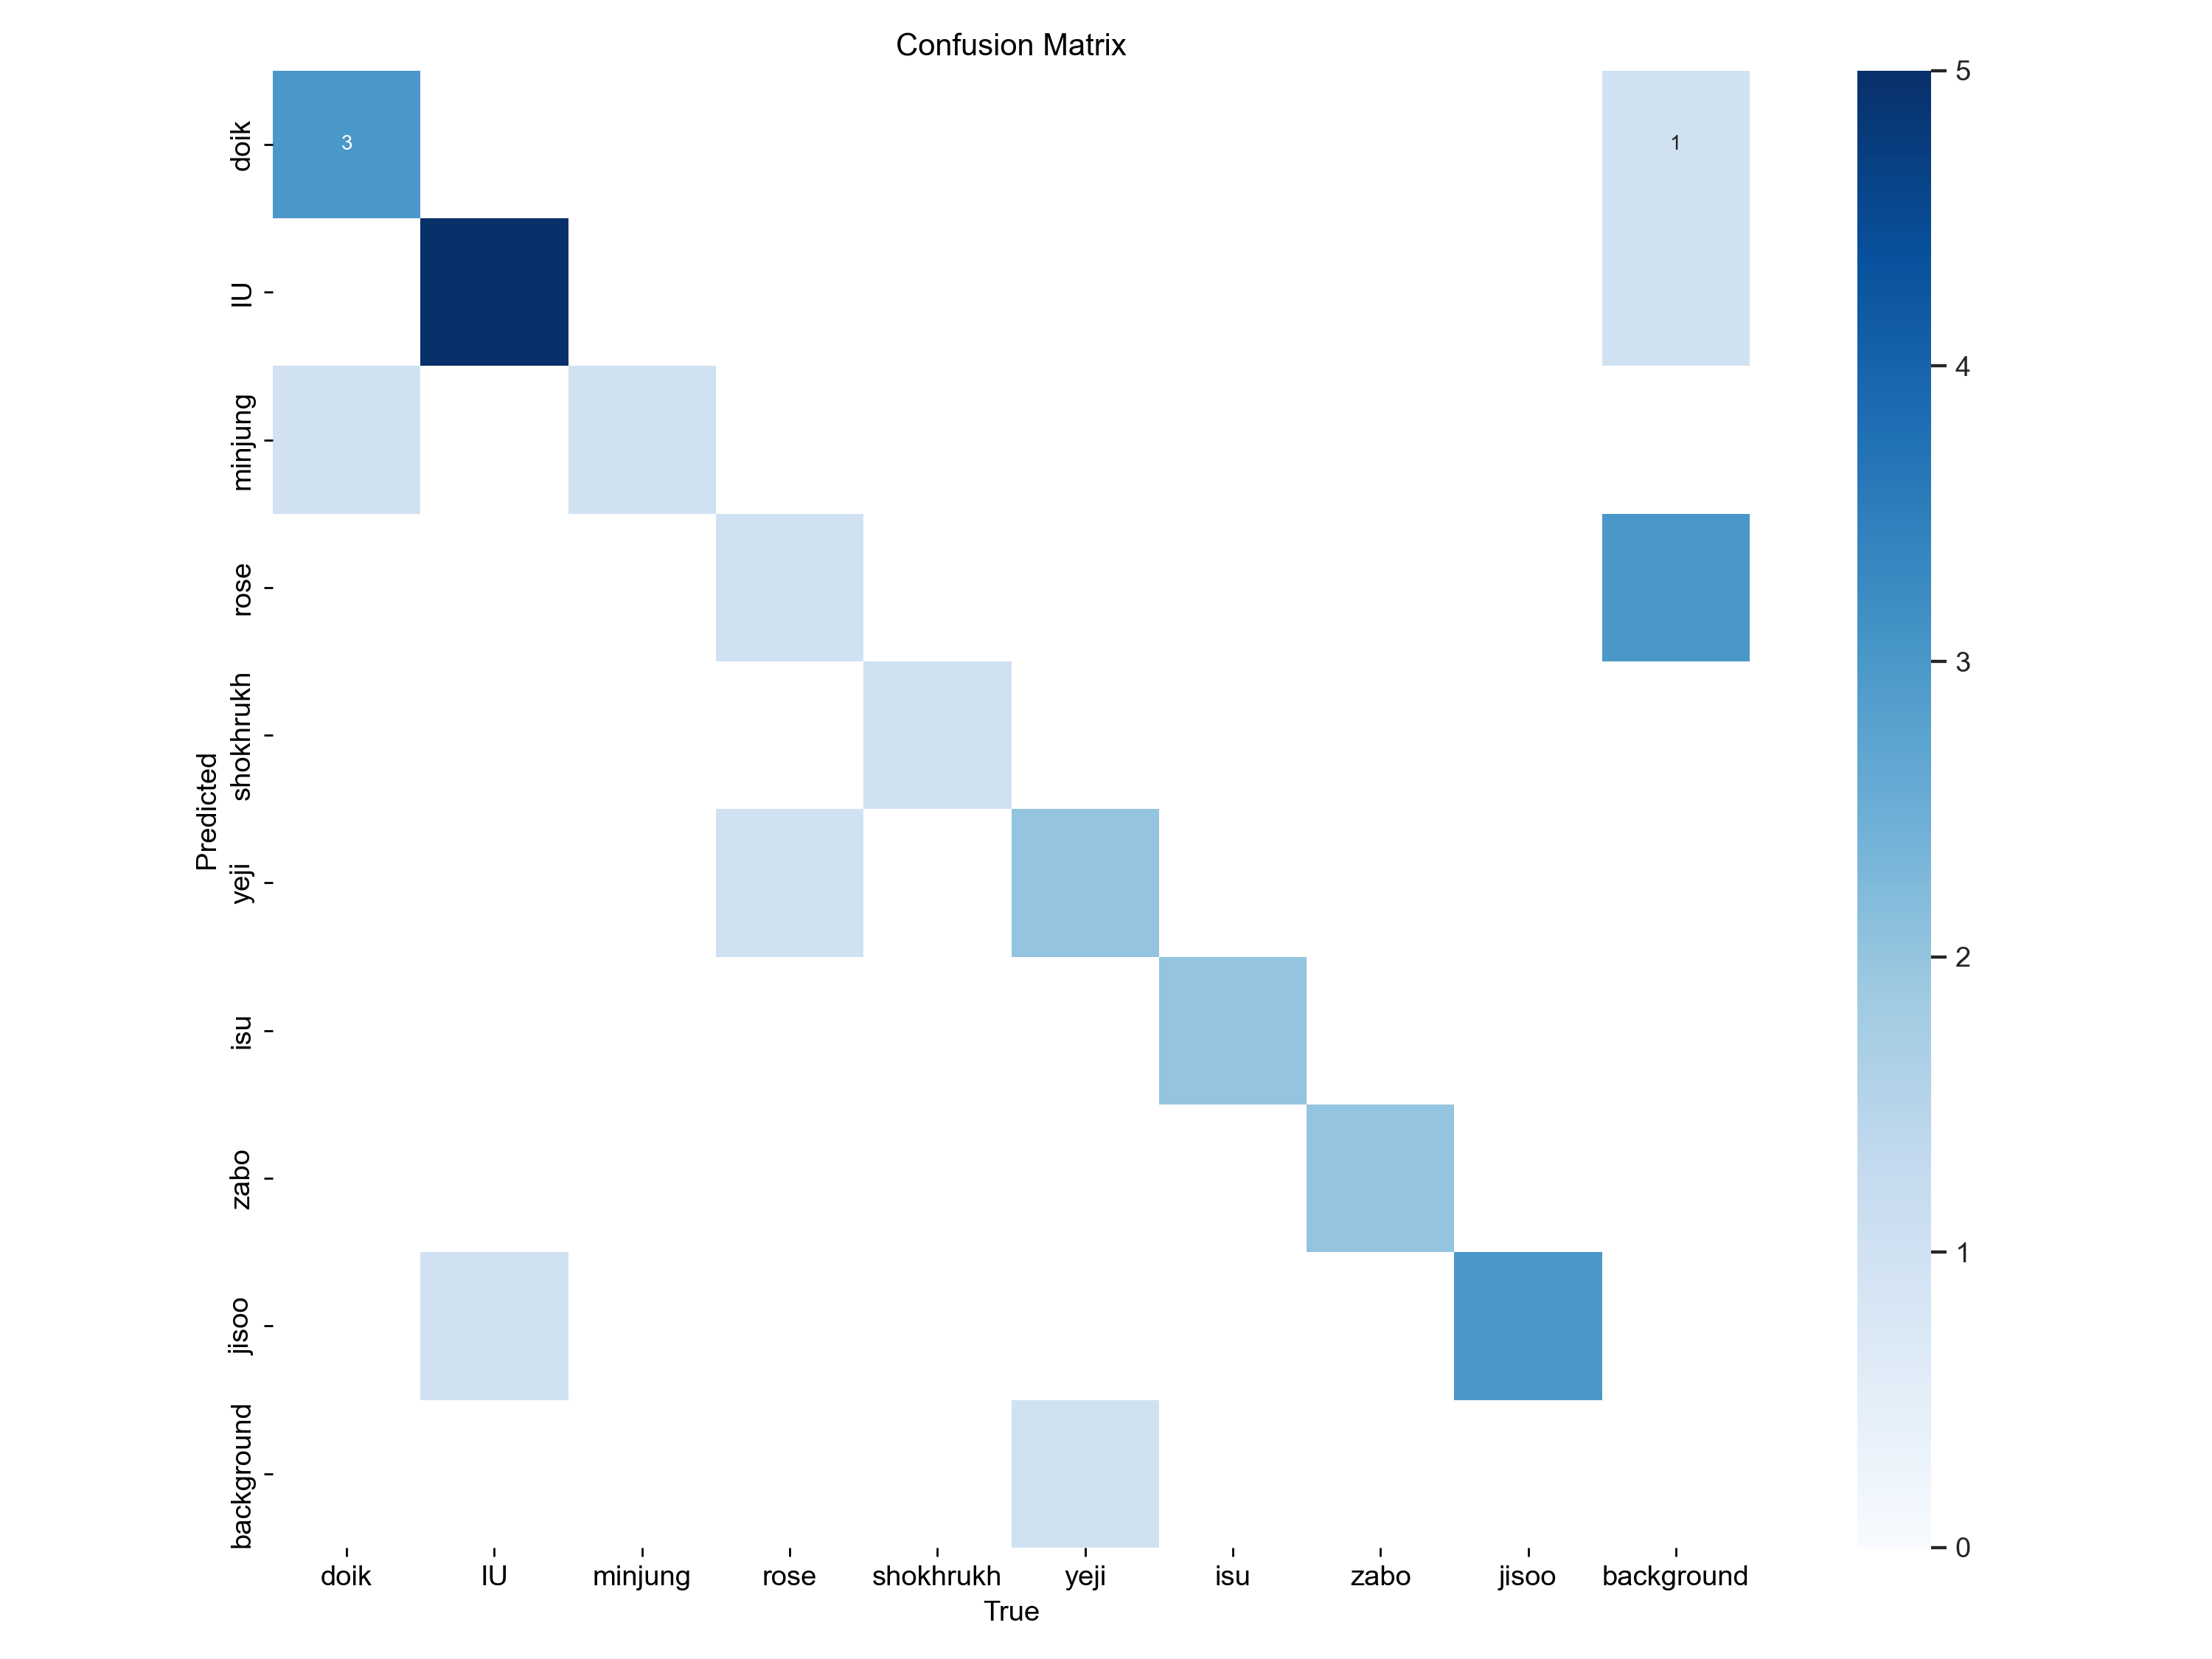 Confusion Matrix
doik
3
1
IU
minjung
rose
shokhrukh
yeji
isu
zabo
jisoo
background
Predicted
doik IU minjung rose shokhrukh yeji isu zabo jisoo background
True
5
4
3
2
1
0